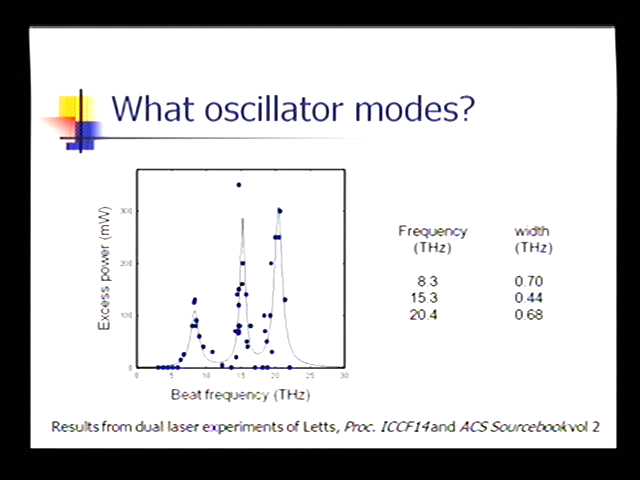 What oscillator modes?
Excess power (mW)
300
200
100
0
0 5 10 15 20 25 30
Beat frequency (THz)
Frequency width
(THz) (THz)
8.3 0.70
15.3 0.44
20.4 0.68
Results from dual laser experiments of Letts, Proc. ICCF14 and ACS Sourcebook vol 2